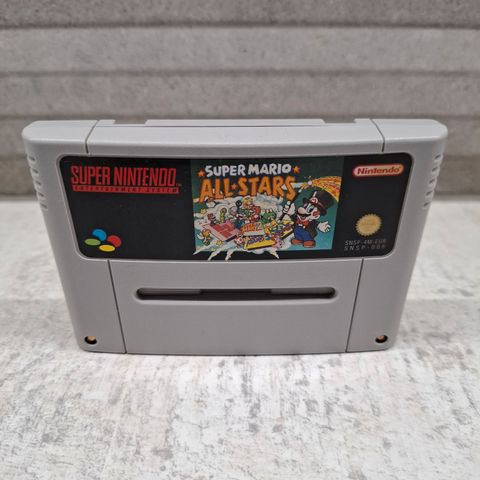 SUPER NINTENDO
ENTERTAINMENT SYSTEM
SUPER MARIO
ALL★STARS
Nintendo
SNSP-4M-EUR
SNSP-006